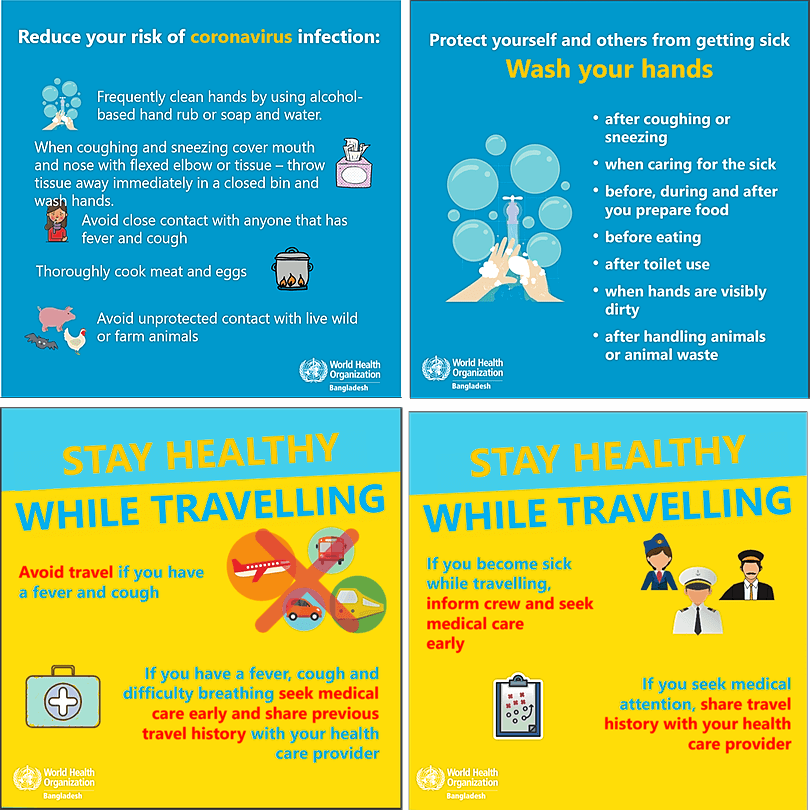 Reduce your risk of coronavirus infection:
Frequently clean hands by using alcohol-
based hand rub or soap and water.
When coughing and sneezing cover mouth
and nose with flexed elbow or tissue – throw
tissue away immediately in a closed bin and
wash hands.
Avoid close contact with anyone that has
fever and cough
Thoroughly cook meat and eggs
Avoid unprotected contact with live wild
or farm animals
World Health
Organization
Bangladesh
Protect yourself and others from getting sick
Wash your hands
• after coughing or
sneezing
• when caring for the sick
• before, during and after
you prepare food
• before eating
• after toilet use
• when hands are visibly
dirty
• after handling animals
or animal waste
World Health
Organization
Bangladesh
STAY HEALTHY
WHILE TRAVELLING
Avoid travel if you have
a fever and cough
If you have a fever, cough and
difficulty breathing seek medical
care early and share previous
travel history with your health
care provider
World Health
Organization
Bangladesh
STAY HEALTHY
WHILE TRAVELLING
If you become sick
while travelling,
inform crew and seek
medical care
early
If you seek medical
attention, share travel
history with your health
care provider
World Health
Organization
Bangladesh